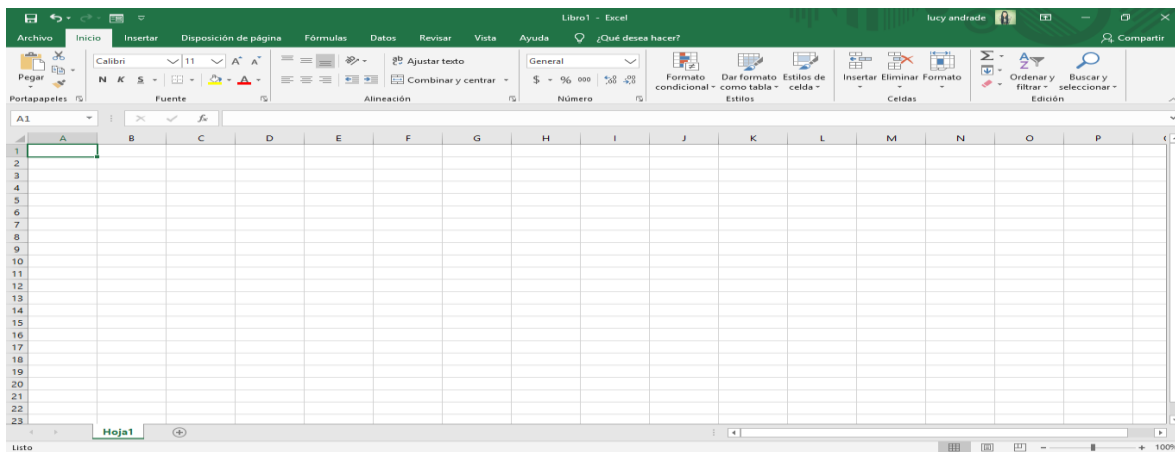 Libro1 - Excel
lucy andrade
Archivo Inicio Insertar Disposición de página Fórmulas Datos Revisar Vista Ayuda ¿Qué desea hacer? Compartir
Pegar
Calibri 11 A A
N K S A
Ajustar texto
Combinar y centrar
General
$ % 000
Formato condicional
Dar formato como tabla
Estilos de celda
Insertar Eliminar Formato
Ordenar y filtrar
Buscar y seleccionar
Portapapeles Fuente Alineación Número Estilos Celdas Edición
A1 fx
A B C D E F G H I J K L M N O P
1
2
3
4
5
6
7
8
9
10
11
12
13
14
15
16
17
18
19
20
21
22
23
Hoja1
Listo 100%